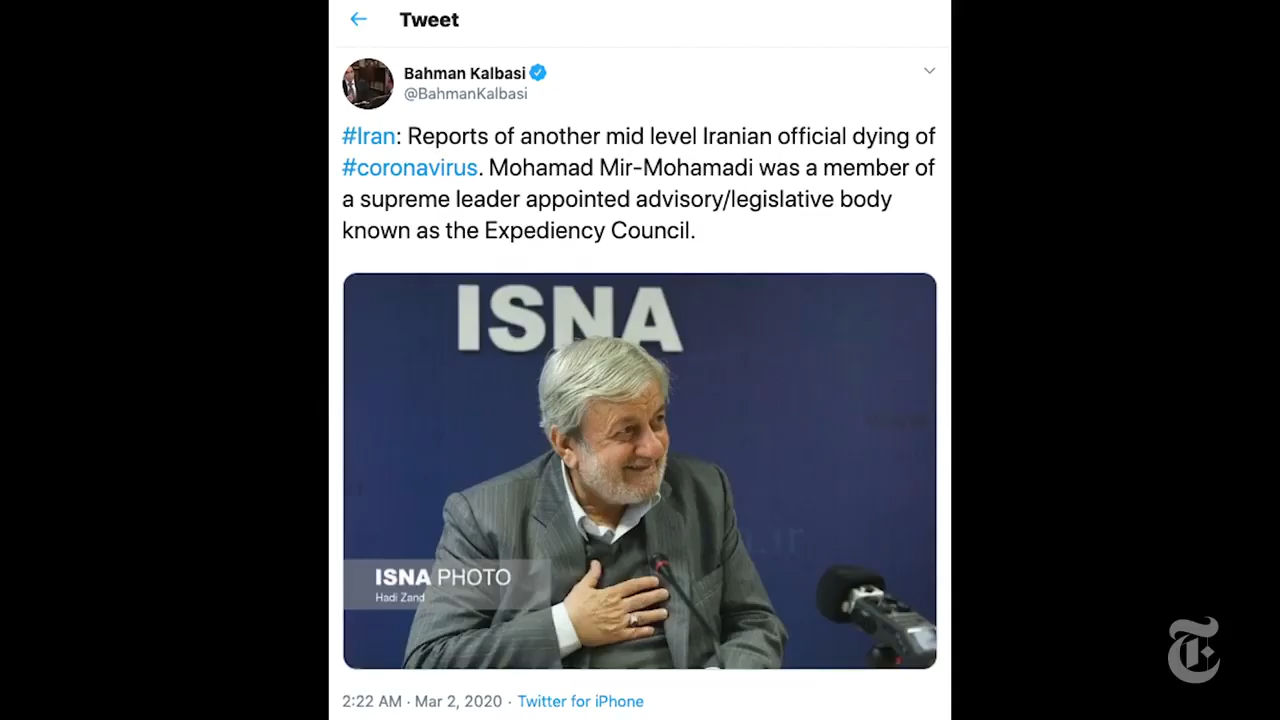 Tweet
Bahman Kalbasi
@BahmanKalbasi
#Iran: Reports of another mid level Iranian official dying of
#coronavirus. Mohamad Mir-Mohamadi was a member of
a supreme leader appointed advisory/legislative body
known as the Expediency Council.
ISNA
ISNA PHOTO
Hadi Zand
2:22 AM · Mar 2, 2020 · Twitter for iPhone